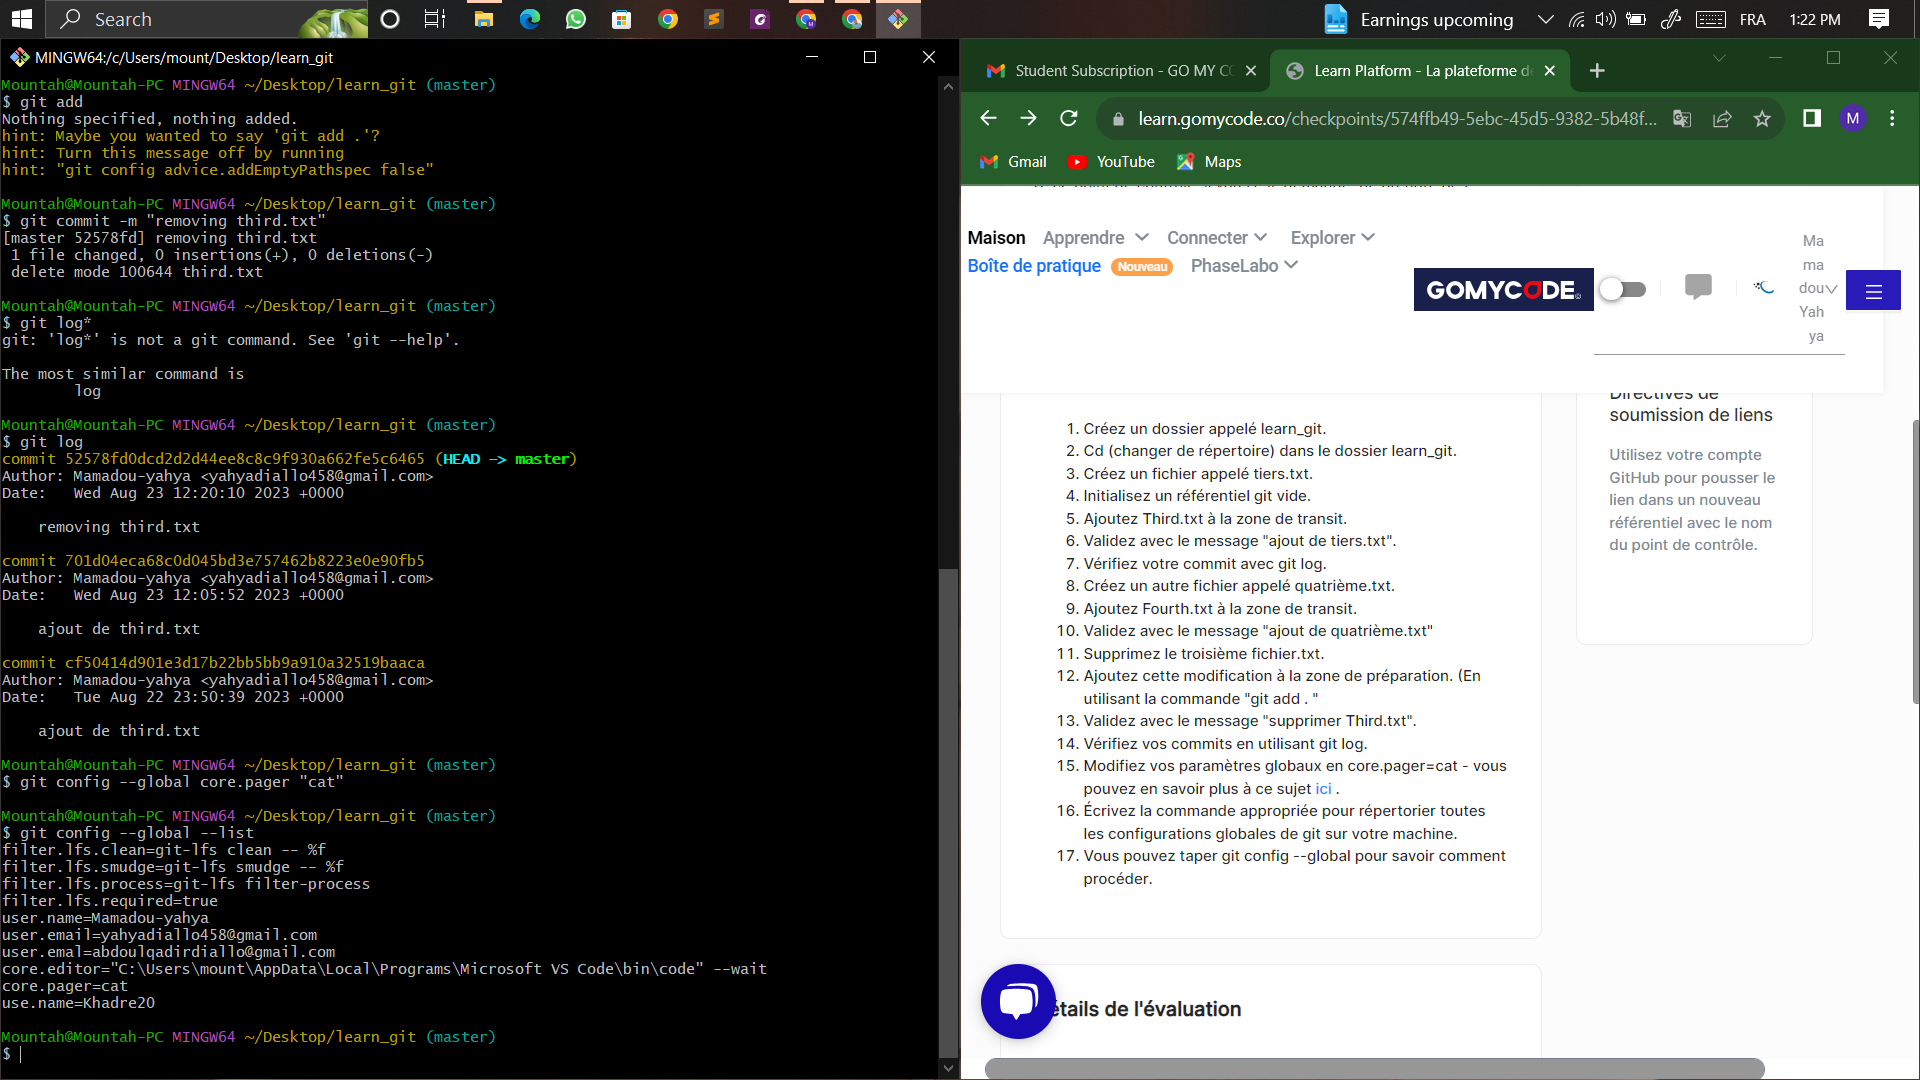 Search
Earnings upcoming
FRA
1:22 PM
MINGW64:/c/Users/mount/Desktop/learn_git
Mountah@Mountah-PC MINGW64 ~/Desktop/learn_git (master)
$ git add
Nothing specified, nothing added.
hint: Maybe you wanted to say 'git add .'?
hint: Turn this message off by running
hint: "git config advice.addEmptyPathspec false"
Mountah@Mountah-PC MINGW64 ~/Desktop/learn_git (master)
$ git commit -m "removing third.txt"
[master 52578fd] removing third.txt
1 file changed, 0 insertions(+), 0 deletions(-)
delete mode 100644 third.txt
Mountah@Mountah-PC MINGW64 ~/Desktop/learn_git (master)
$ git log*
git: 'log*' is not a git command. See 'git --help'.
The most similar command is
log
Mountah@Mountah-PC MINGW64 ~/Desktop/learn_git (master)
$ git log
commit 52578fd0dcd2d2d44ee8c8c9f930a662fe5c6465 (HEAD -> master)
Author: Mamadou-yahya <yahyadiallo458@gmail.com>
Date:   Wed Aug 23 12:20:10 2023 +0000
removing third.txt
commit 701d04eca68c0d045bd3e757462b8223e0e90fb5
Author: Mamadou-yahya <yahyadiallo458@gmail.com>
Date:   Wed Aug 23 12:05:52 2023 +0000
ajout de third.txt
commit cf50414d901e3d17b22bb5bb9a910a32519baaca
Author: Mamadou-yahya <yahyadiallo458@gmail.com>
Date:   Tue Aug 22 23:50:39 2023 +0000
ajout de third.txt
Mountah@Mountah-PC MINGW64 ~/Desktop/learn_git (master)
$ git config --global core.pager "cat"
Mountah@Mountah-PC MINGW64 ~/Desktop/learn_git (master)
$ git config --global --list
filter.lfs.clean=git-lfs clean -- %f
filter.lfs.smudge=git-lfs smudge -- %f
filter.lfs.process=git-lfs filter-process
filter.lfs.required=true
user.name=Mamadou-yahya
user.email=yahyadiallo458@gmail.com
user.emal=abdoulqadirdiallo@gmail.com
core.editor="C:\Users\mount\AppData\Local\Programs\Microsoft VS Code\bin\code" --wait
core.pager=cat
use.name=Khadre20
Mountah@Mountah-PC MINGW64 ~/Desktop/learn_git (master)
$
Student Subscription - GO MY CO
Learn Platform - La plateforme de
learn.gomycode.co/checkpoints/574ffb49-5ebc-45d5-9382-5b48f...
M
Gmail
YouTube
Maps
Maison
Apprendre
Connecter
Explorer
Boîte de pratique
Nouveau
PhaseLabo
GOMYCODE
Ma
ma
dou
Yah
ya
1. Créez un dossier appelé learn_git.
2. Cd (changer de répertoire) dans le dossier learn_git.
3. Créez un fichier appelé tiers.txt.
4. Initialisez un référentiel git vide.
5. Ajoutez Third.txt à la zone de transit.
6. Validez avec le message "ajout de tiers.txt".
7. Vérifiez votre commit avec git log.
8. Créez un autre fichier appelé quatrième.txt.
9. Ajoutez Fourth.txt à la zone de transit.
10. Validez avec le message "ajout de quatrième.txt"
11. Supprimez le troisième fichier.txt.
12. Ajoutez cette modification à la zone de préparation. (En
utilisant la commande "git add . "
13. Validez avec le message "supprimer Third.txt".
14. Vérifiez vos commits en utilisant git log.
15. Modifiez vos paramètres globaux en core.pager=cat - vous
pouvez en savoir plus à ce sujet ici .
16. Écrivez la commande appropriée pour répertorier toutes
les configurations globales de git sur votre machine.
17. Vous pouvez taper git config --global pour savoir comment
procéder.
Directives de
soumission de liens
Utilisez votre compte
GitHub pour pousser le
lien dans un nouveau
référentiel avec le nom
du point de contrôle.
étails de l'évaluation